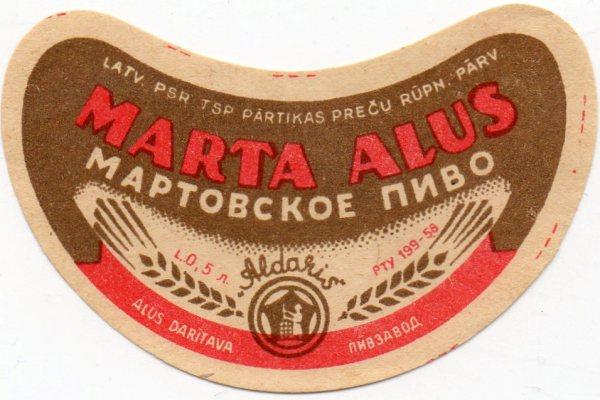 LATV. PSR TSP PĀRTIKAS PREČU RŪPN. PĀRV
MARTA ALUS
МАРТОВСКОЕ ПИВО
L.0,5 л.
Aldaris
РТУ 199-58
ALUS DARĪTAVA
ПИВЗАВОД